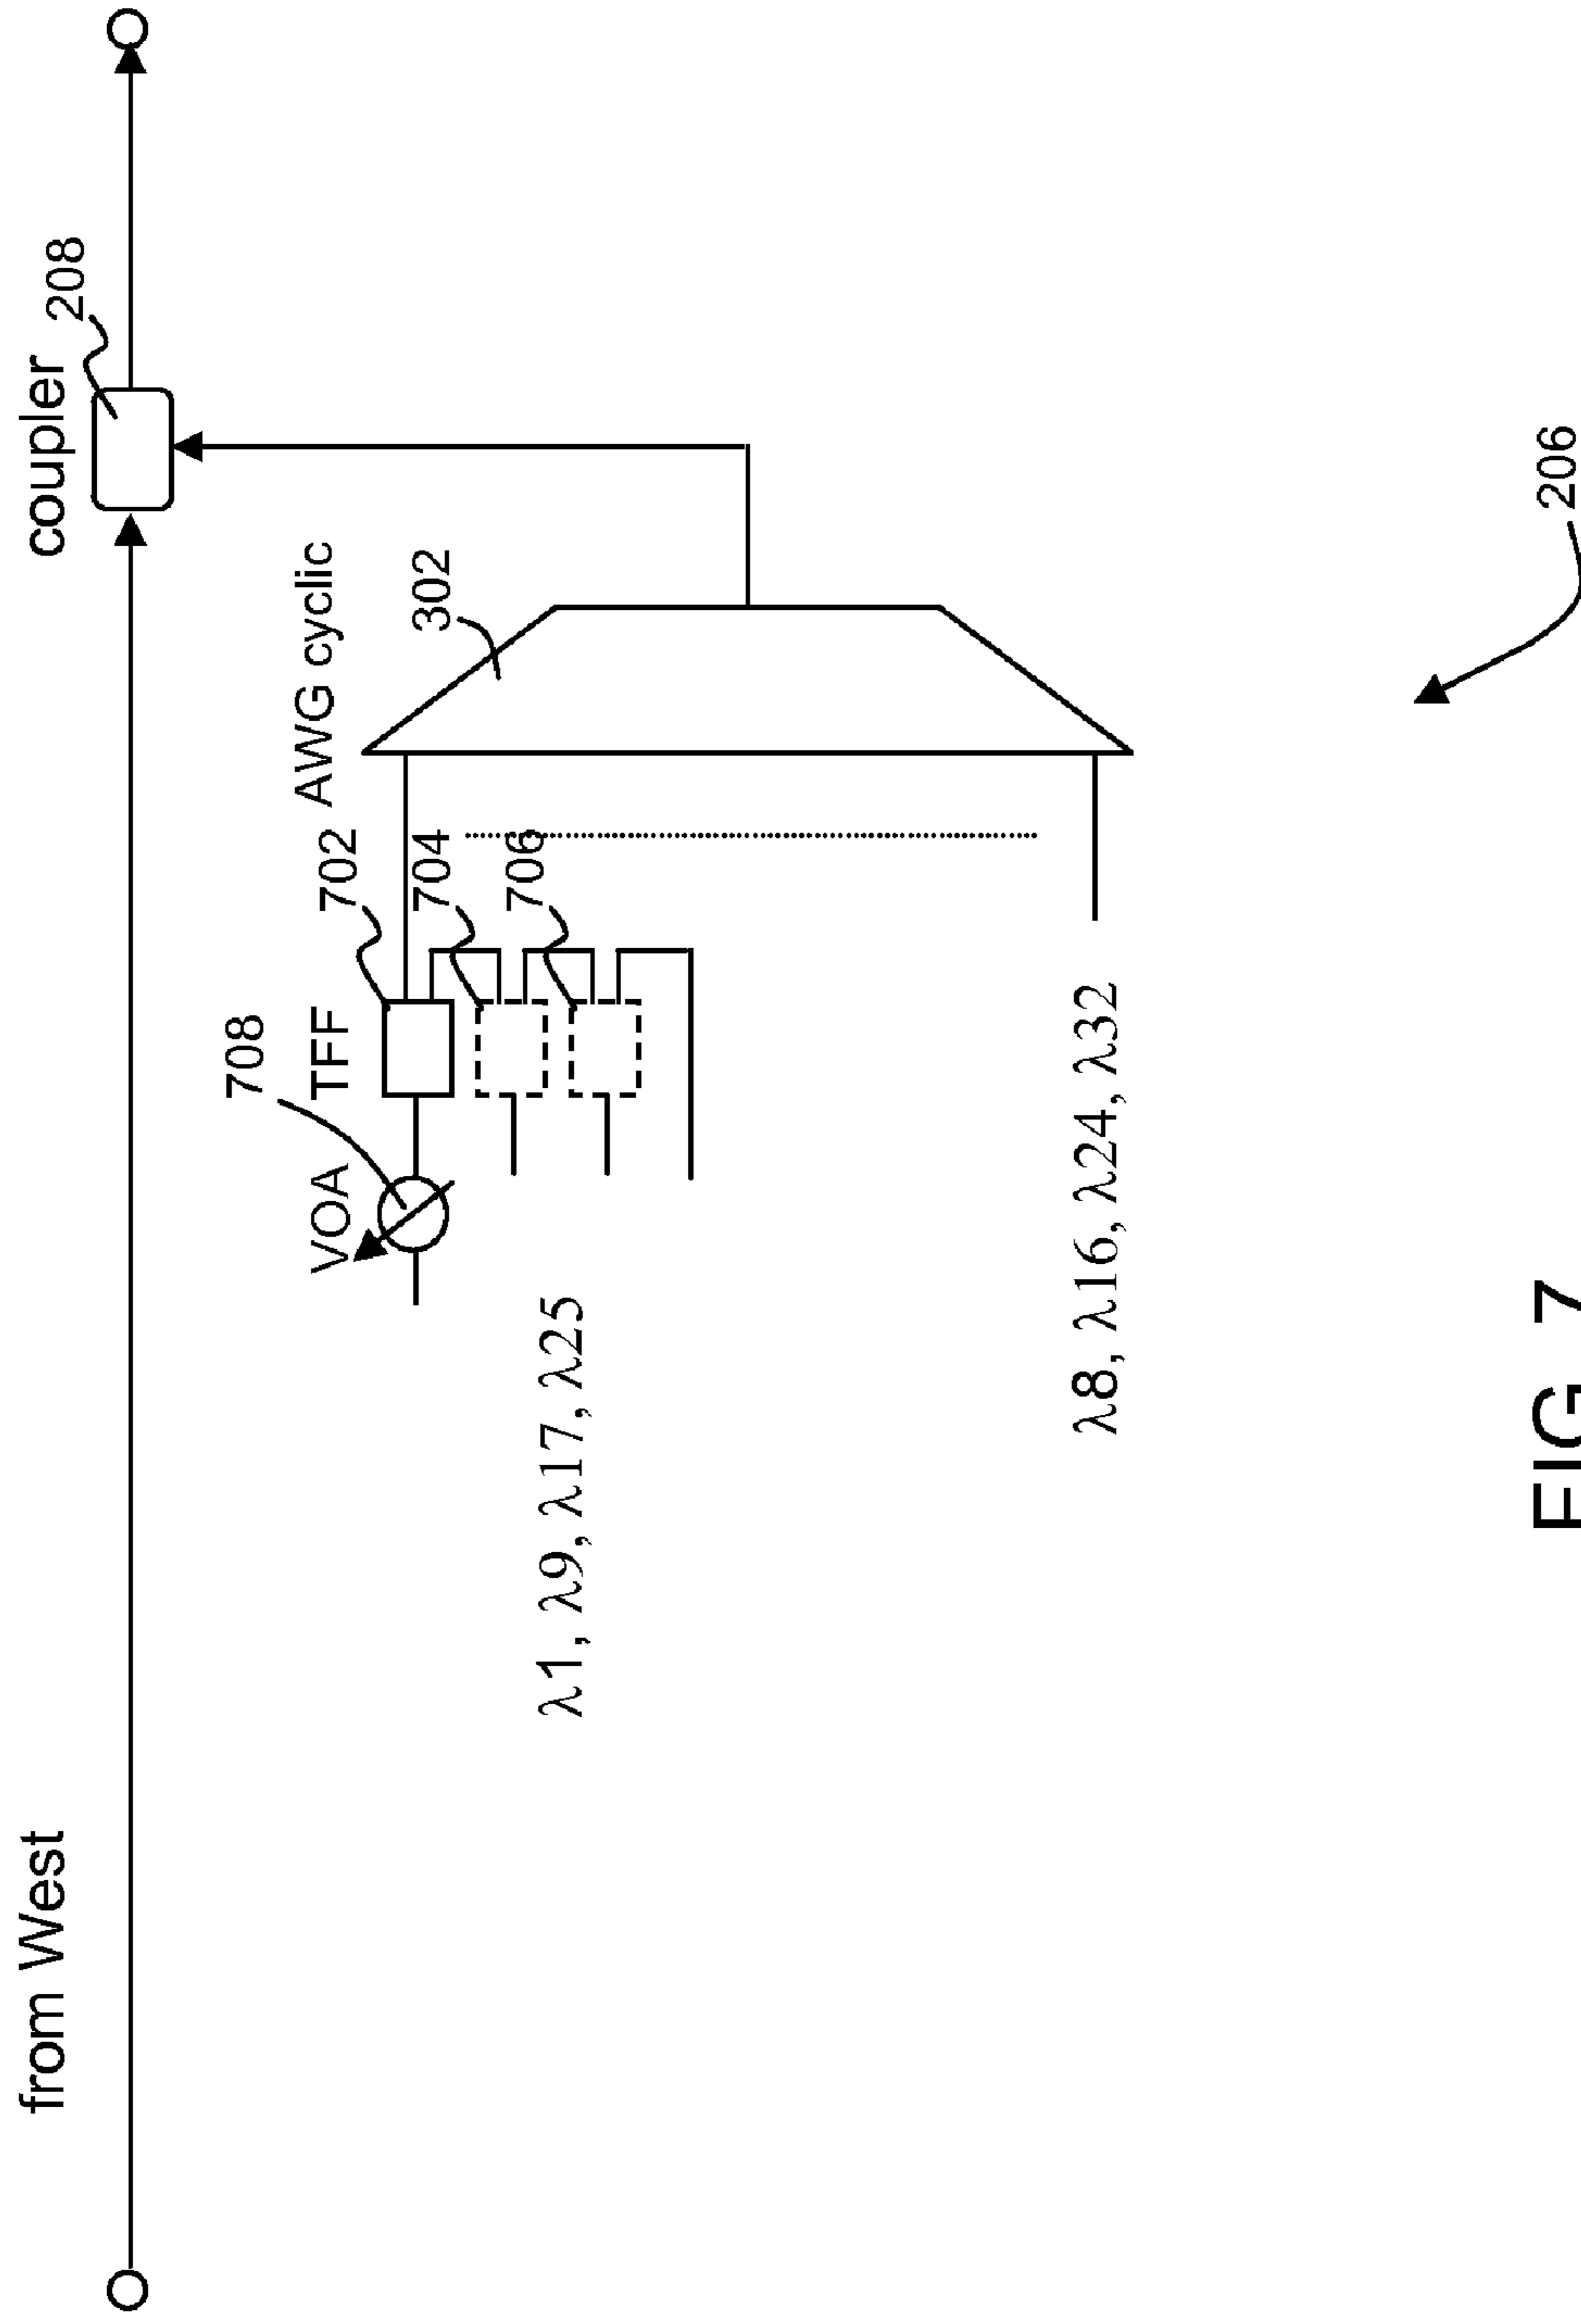 from West
coupler 208
AWG cyclic
302
708
VOA
TFF
702
704
706
λ1, λ9, λ17, λ25
λ8, λ16, λ24, λ32
206
FIG. 7